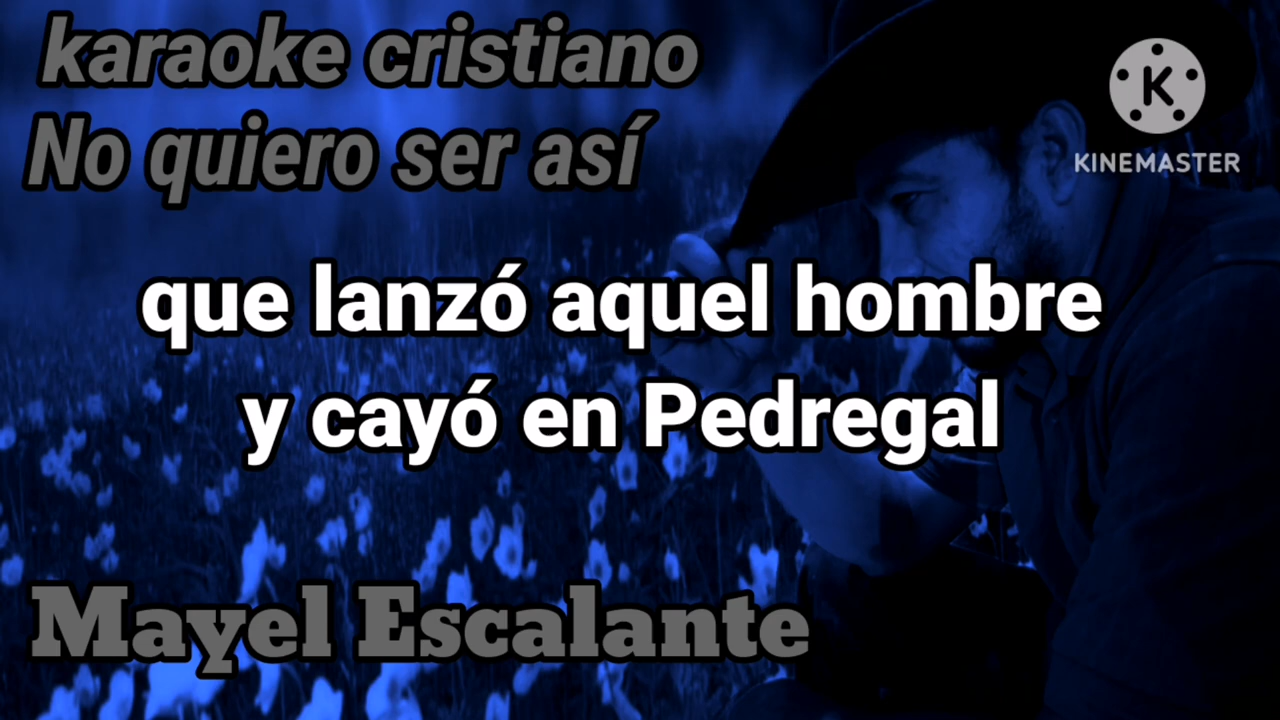 karaoke cristiano
No quiero ser así
K
KINEMASTER
que lanzó aquel hombre
y cayó en Pedregal
Mayel Escalante